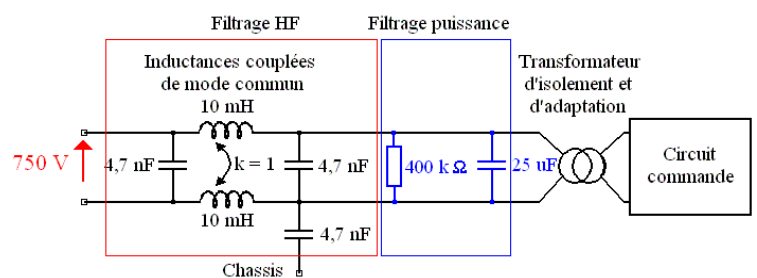 Filtrage HF
Filtrage puissance
Inductances couplées
de mode commun
10 mH
Transformateur
d'isolement et
d'adaptation
750 V
4,7 nF
k = 1
4,7 nF
400 k Ω
25 uF
Circuit
commande
10 mH
4,7 nF
Chassis